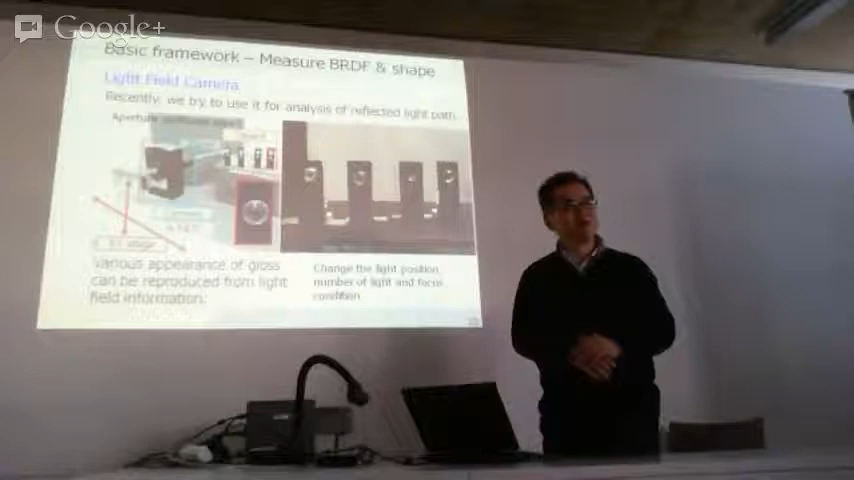 Google+
Basic framework – Measure BRDF & shape
Light Field Camera
Recently, we try to use it for analysis of reflected light path.
Aperture
Various appearance of gloss
can be reproduced from light
field information.
Change the light position,
number of light and focus
condition